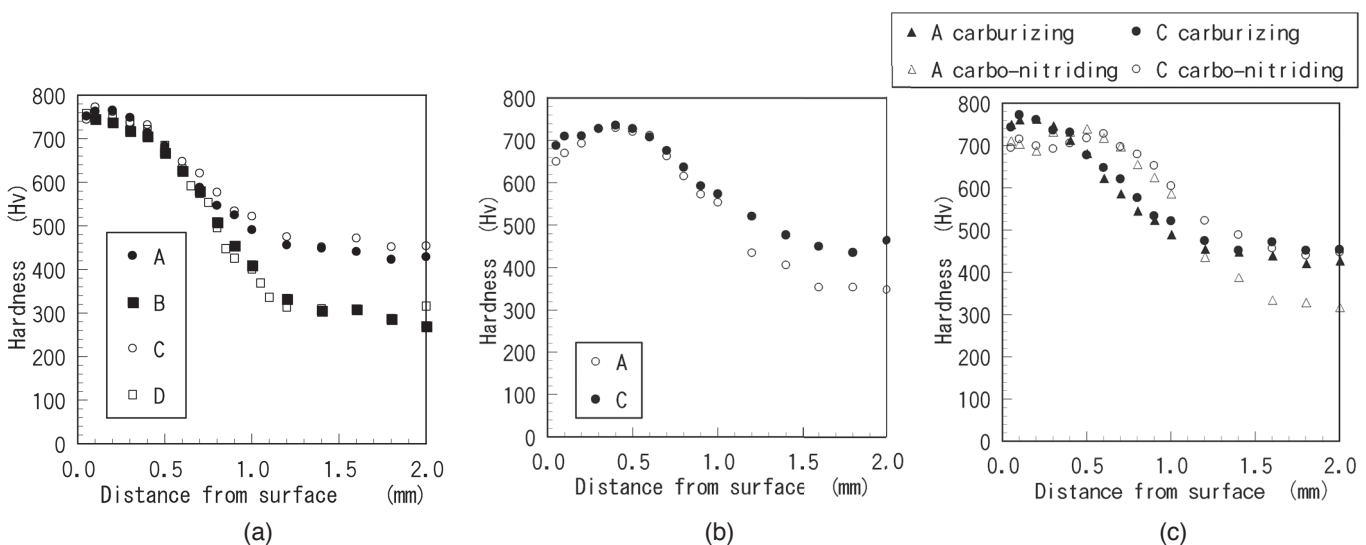 ▲ A carburizing ● C carburizing
△ A carbo-nitriding ○ C carbo-nitriding
800
700
600
500
400
300
200
100
0
Hardness (Hv)
● A
■ B
○ C
□ D
0.0 0.5 1.0 1.5 2.0
Distance from surface (mm)
(a)
800
700
600
500
400
300
200
100
0
Hardness (Hv)
○ A
● C
0.0 0.5 1.0 1.5 2.0
Distance from surface (mm)
(b)
800
700
600
500
400
300
200
100
0
Hardness (Hv)
0.0 0.5 1.0 1.5 2.0
Distance from surface (mm)
(c)